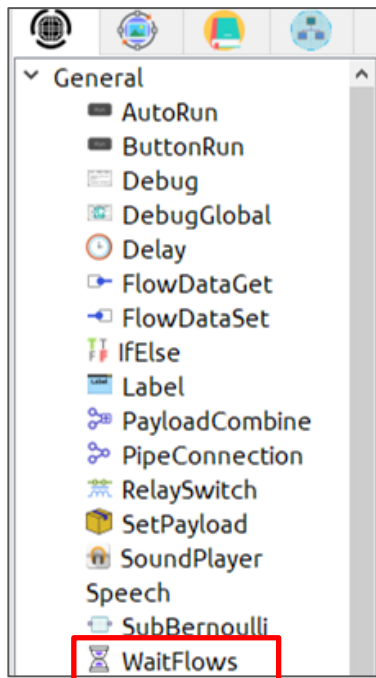 General
AutoRun
ButtonRun
Debug
DebugGlobal
Delay
FlowDataGet
FlowDataSet
IfElse
Label
PayloadCombine
PipeConnection
RelaySwitch
SetPayload
SoundPlayer
Speech
SubBernoulli
WaitFlows